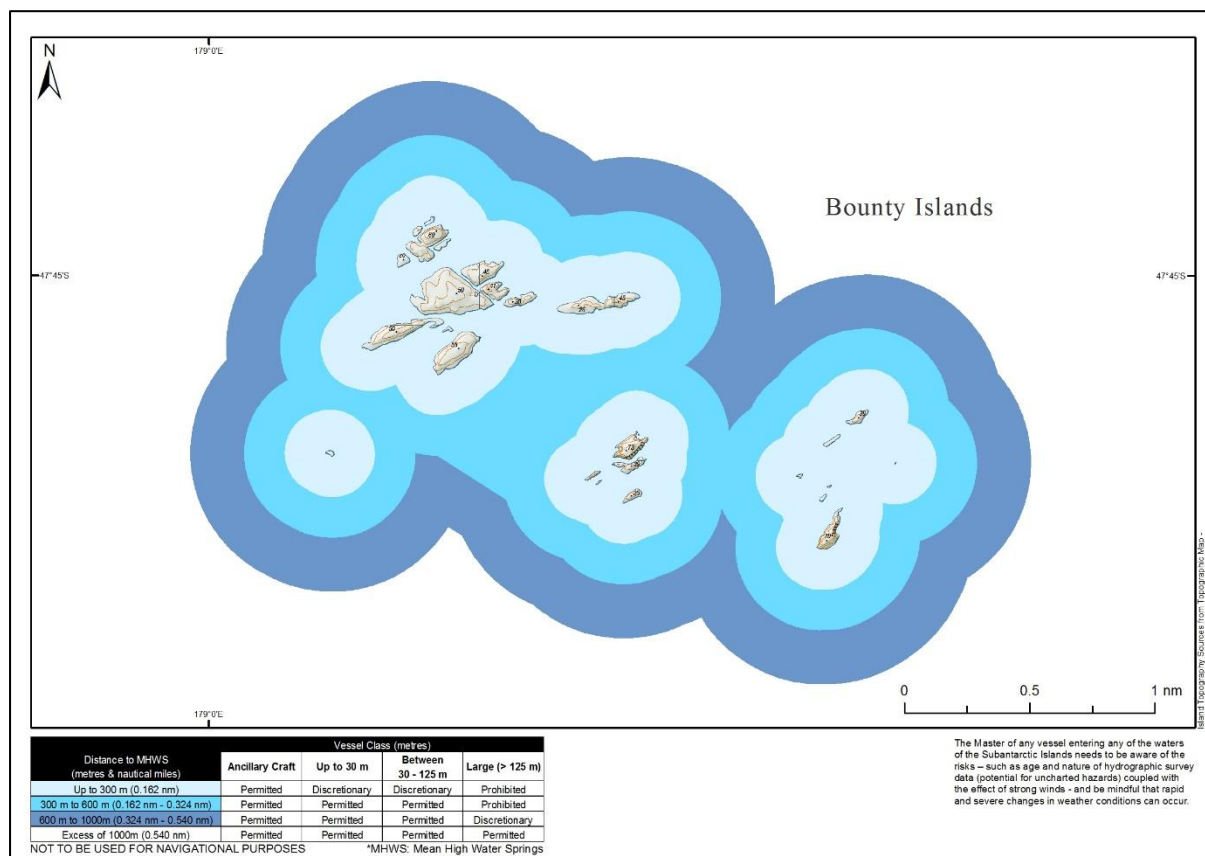 179°0'E
N
Bounty Islands
47°45'S
47°45'S
0
0.5
1 nm
179°0'E
Island Topography Sources from Topographic Map -
Vessel Class (metres)
Distance to MHWS
(metres & nautical miles)
Ancillary Craft
Up to 30 m
Between
30 - 125 m
Large (> 125 m)
Up to 300 m (0.162 nm) Permitted Discretionary Discretionary Prohibited
300 m to 600 m (0.162 nm - 0.324 nm) Permitted Permitted Permitted Prohibited
600 m to 1000m (0.324 nm - 0.540 nm) Permitted Permitted Permitted Discretionary
Excess of 1000m (0.540 nm) Permitted Permitted Permitted Permitted
NOT TO BE USED FOR NAVIGATIONAL PURPOSES *MHWS: Mean High Water Springs
The Master of any vessel entering any of the waters
of the Subantarctic Islands needs to be aware of the
risks – such as age and nature of hydrographic survey
data (potential for uncharted hazards) coupled with
the effect of strong winds - and be mindful that rapid
and severe changes in weather conditions can occur.